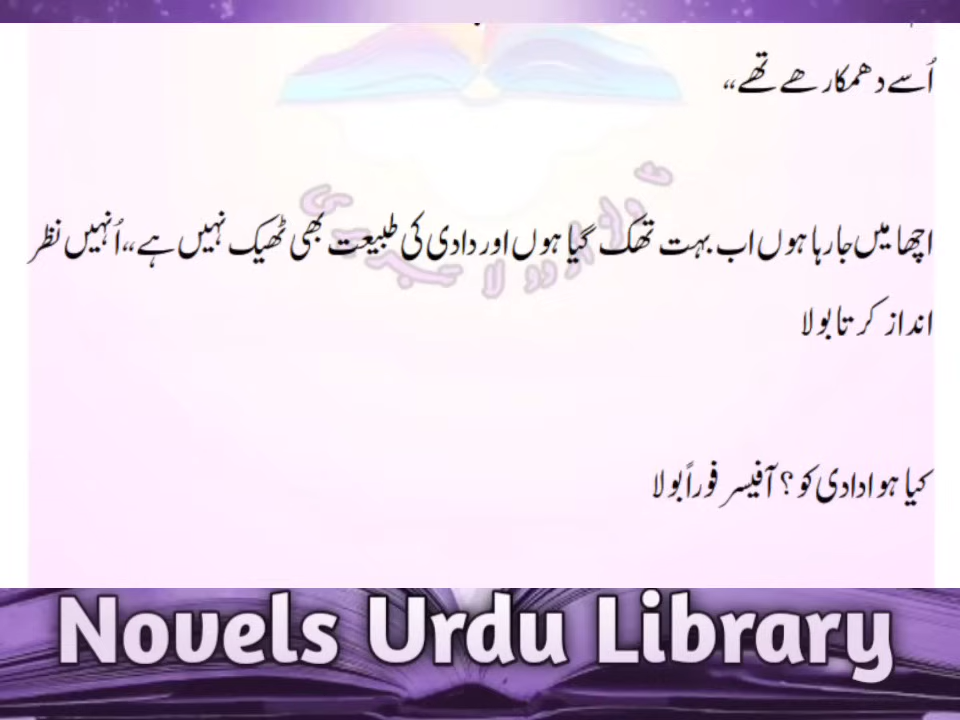 اُسے دھمکا رہے تھے،،
اچھا میں جا رہا ہوں اب بہت تھک گیا ہوں اور دادی کی طبیعت بھی ٹھیک نہیں ہے،، اُنہیں نظر
انداز کرتا بولا
کیا ہوا دادی کو؟ آفیسر فوراً بولا
Novels Urdu Library